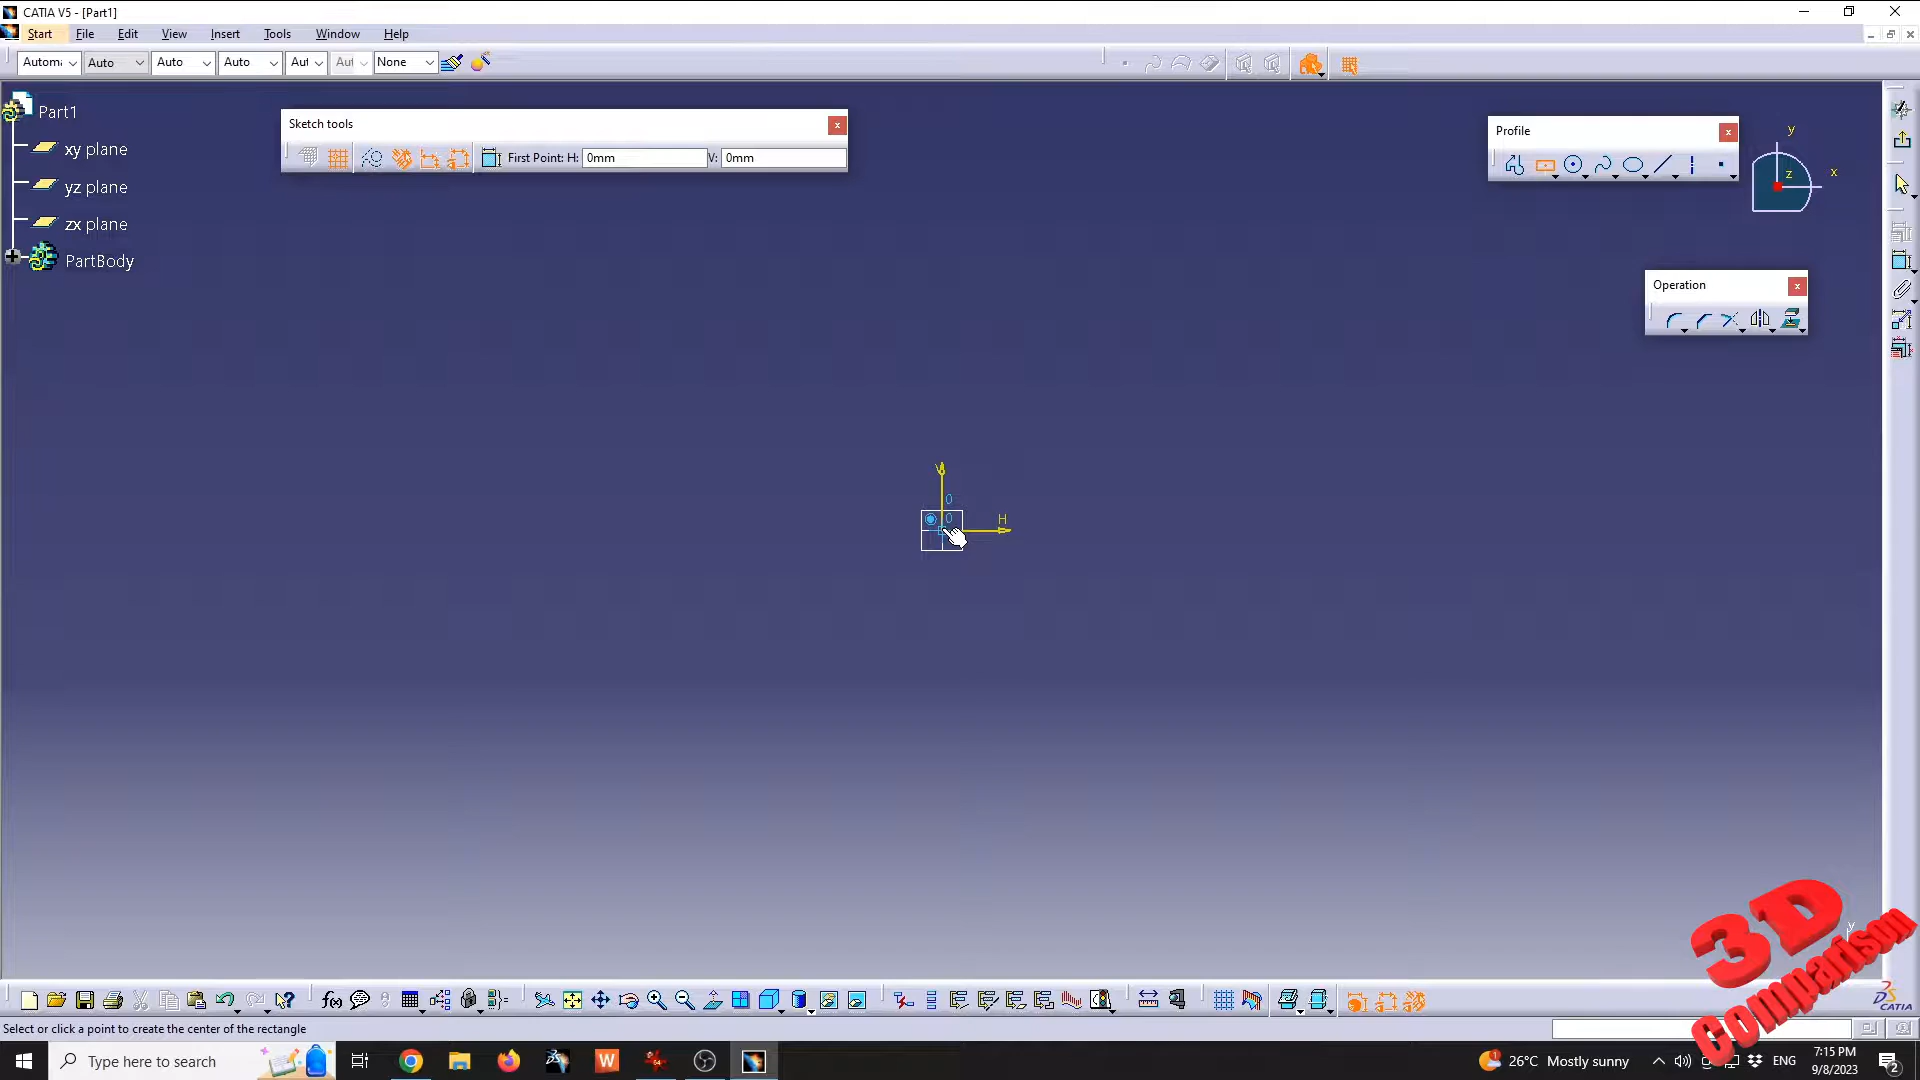 CATIA V5 - [Part1]
Start File Edit View Insert Tools Window Help
Auto Auto Auto None
Part1
xy plane
yz plane
zx plane
PartBody
Sketch tools
First Point: H: 0mm V: 0mm
Profile
y
x
z
Operation
V
0
0
H
y
3D
Comparison
CATIA
Select or click a point to create the center of the rectangle
Type here to search
26°C Mostly sunny
ENG
7:15 PM
9/8/2023
2